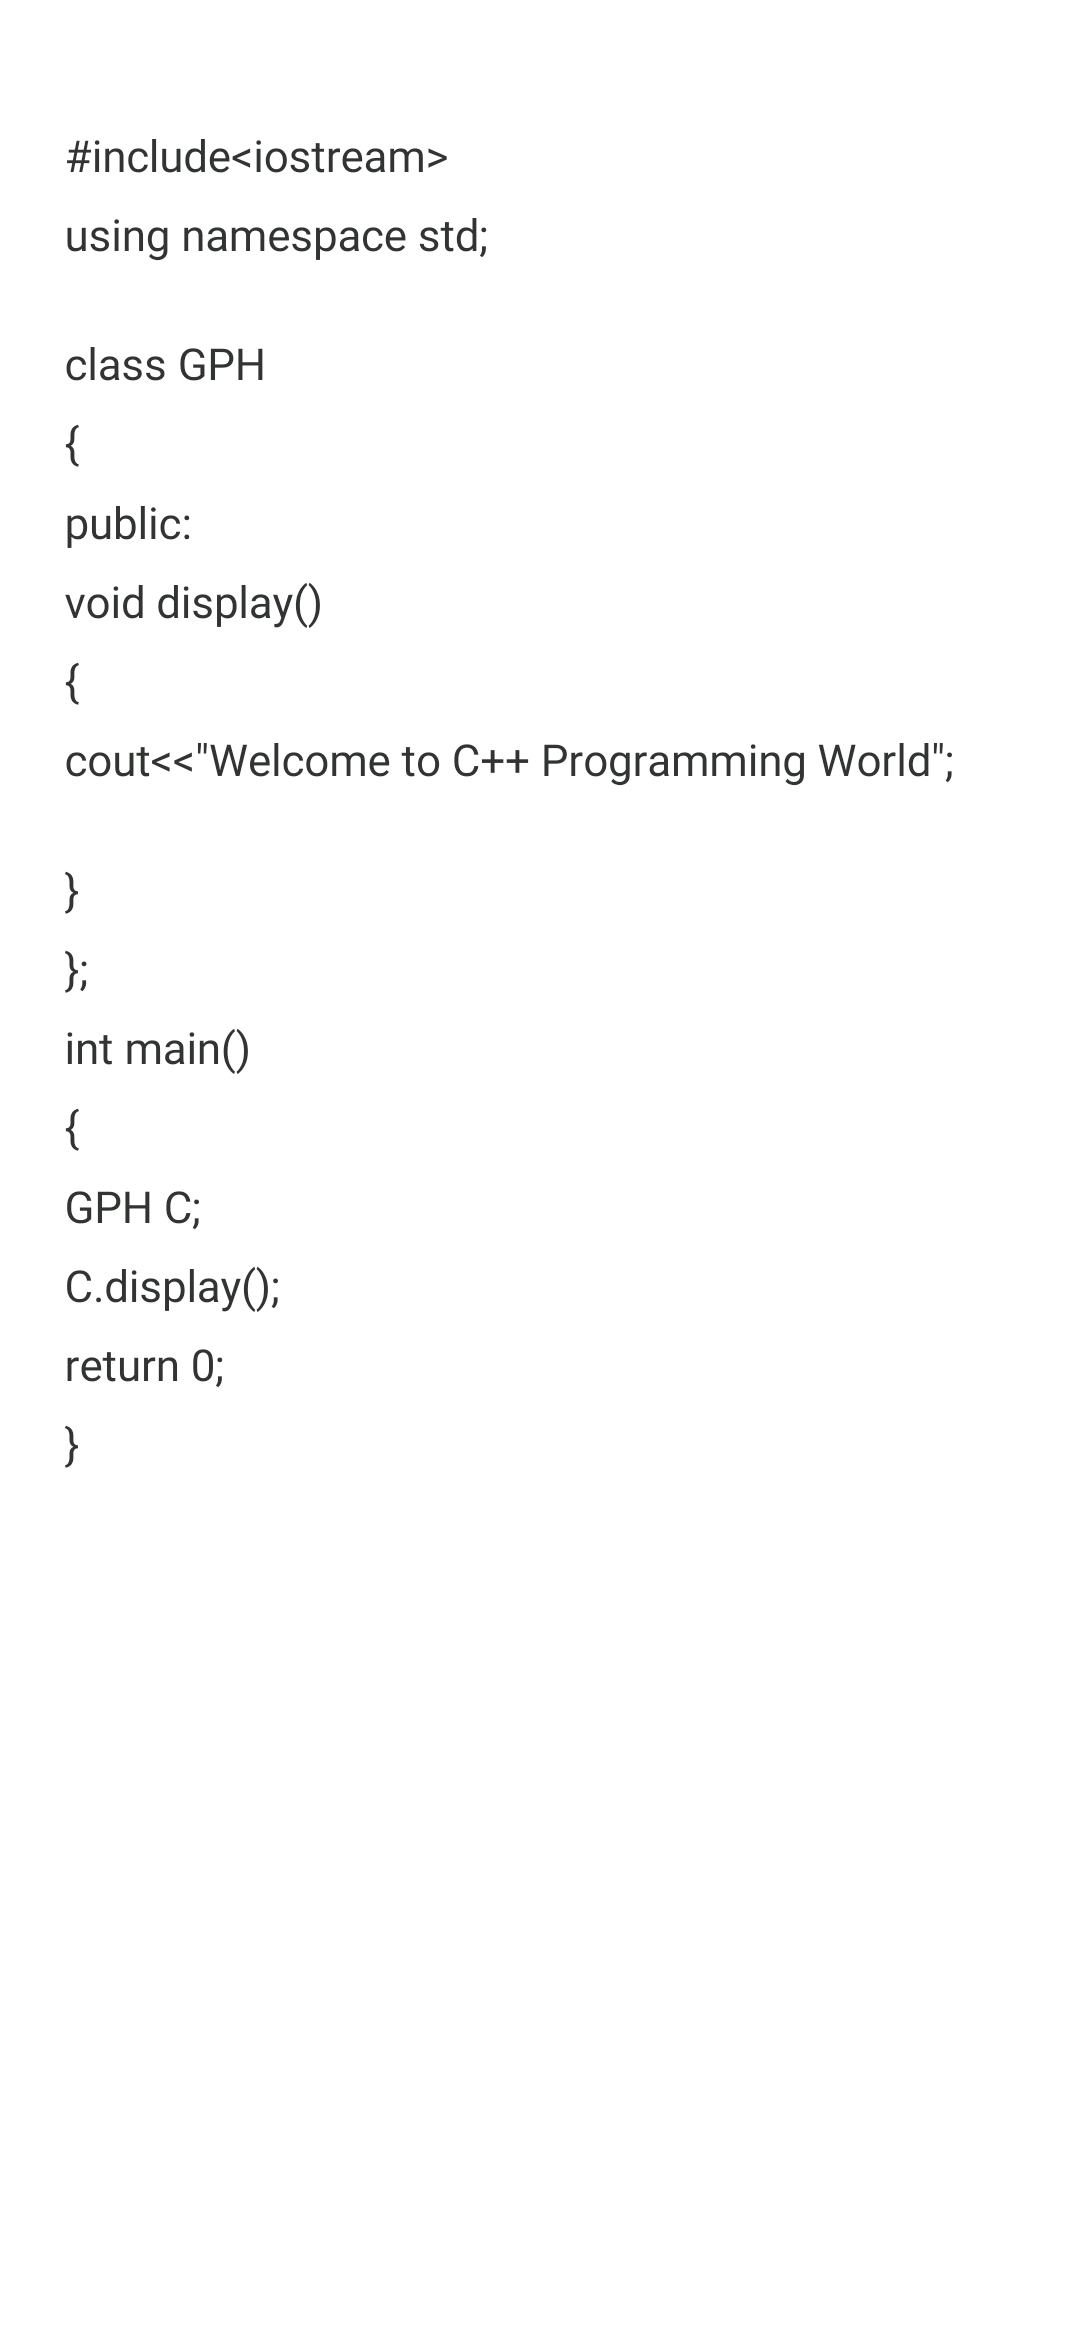 #include<iostream>
using namespace std;
class GPH
{
public:
void display()
{
cout<<"Welcome to C++ Programming World";
}
};
int main()
{
GPH C;
C.display();
return 0;
}